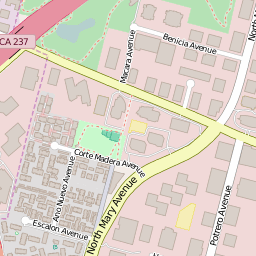 CA 237
Macara Avenue
Benicia Avenue
North M
Corte Madera Avenue
Ano Nuevo Avenue
Escalon Avenue
North Mary Avenue
Potrero Avenue